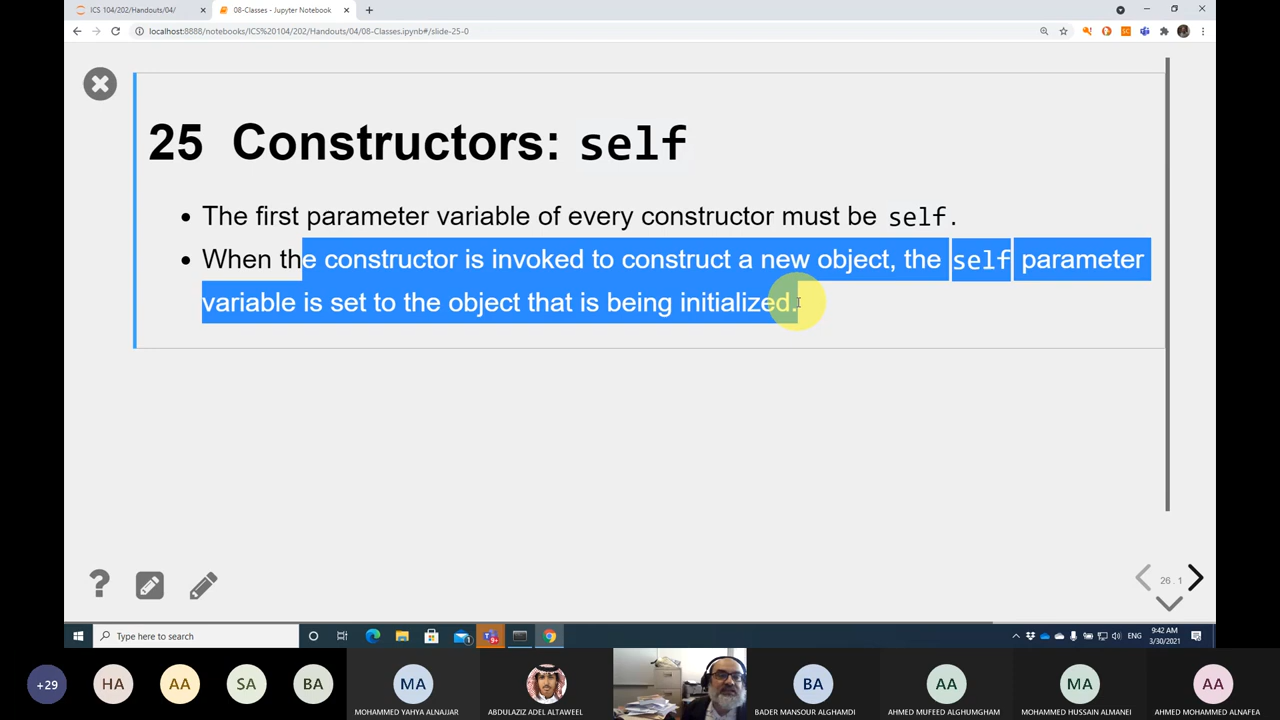 ICS 104/202/Handouts/04/
08-Classes - Jupyter Notebook
localhost:8888/notebooks/ICS%20104/202/Handouts/04/08-Classes.ipynb#/slide-25-0
25 Constructors: self
• The first parameter variable of every constructor must be self.
• When the constructor is invoked to construct a new object, the self parameter
variable is set to the object that is being initialized.
26.1
Type here to search
9+
1
ENG
9:42 AM
3/30/2021
+29
HA
AA
SA
BA
MA
BA
AA
MA
AA
MOHAMMED YAHYA ALNAJJAR
ABDULAZIZ ADEL ALTAWEEL
BADER MANSOUR ALGHAMDI
AHMED MUFEED ALGHUMGHAM
MOHAMMED HUSSAIN ALMANEI
AHMED MOHAMMED ALNAFEA